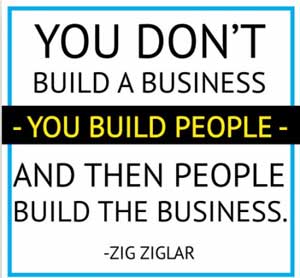 YOU DON'T
BUILD A BUSINESS
- YOU BUILD PEOPLE -
AND THEN PEOPLE
BUILD THE BUSINESS.
-ZIG ZIGLAR